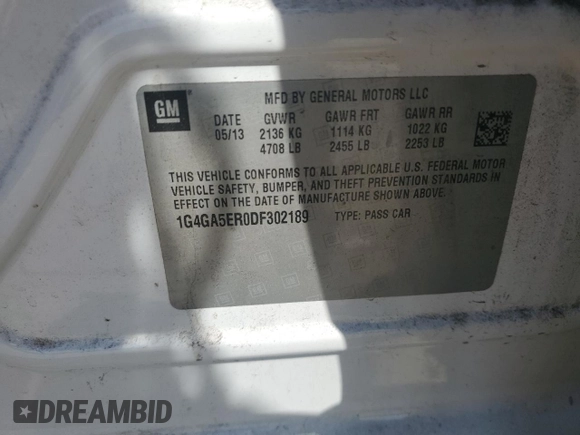 GM
MFD BY GENERAL MOTORS LLC
DATE GVWR GAWR FRT GAWR RR
05/13 2136 KG 1114 KG 1022 KG
4708 LB 2455 LB 2253 LB
THIS VEHICLE CONFORMS TO ALL APPLICABLE U.S. FEDERAL MOTOR
VEHICLE SAFETY, BUMPER, AND THEFT PREVENTION STANDARDS IN
EFFECT ON THE DATE OF MANUFACTURE SHOWN ABOVE.
1G4GA5ER0DF302189 TYPE: PASS CAR
DREAMBID